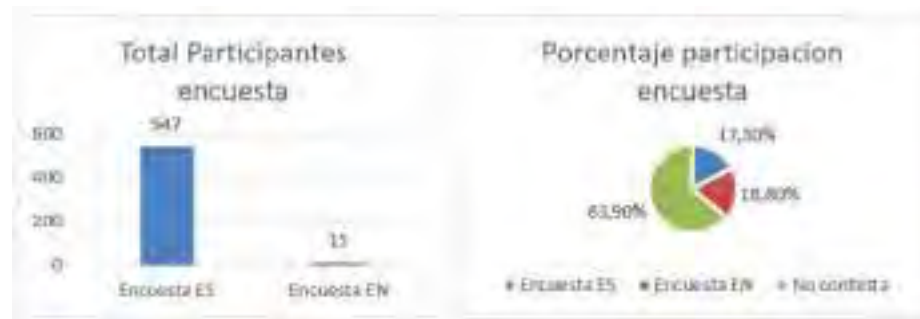 Total Participantes
encuesta
600
547
400
200
15
0
Encuesta ES
Encuesta EN
Porcentaje participacion
encuesta
17,30%
18,80%
63,90%
Encuesta ES
Encuesta EN
No contesta